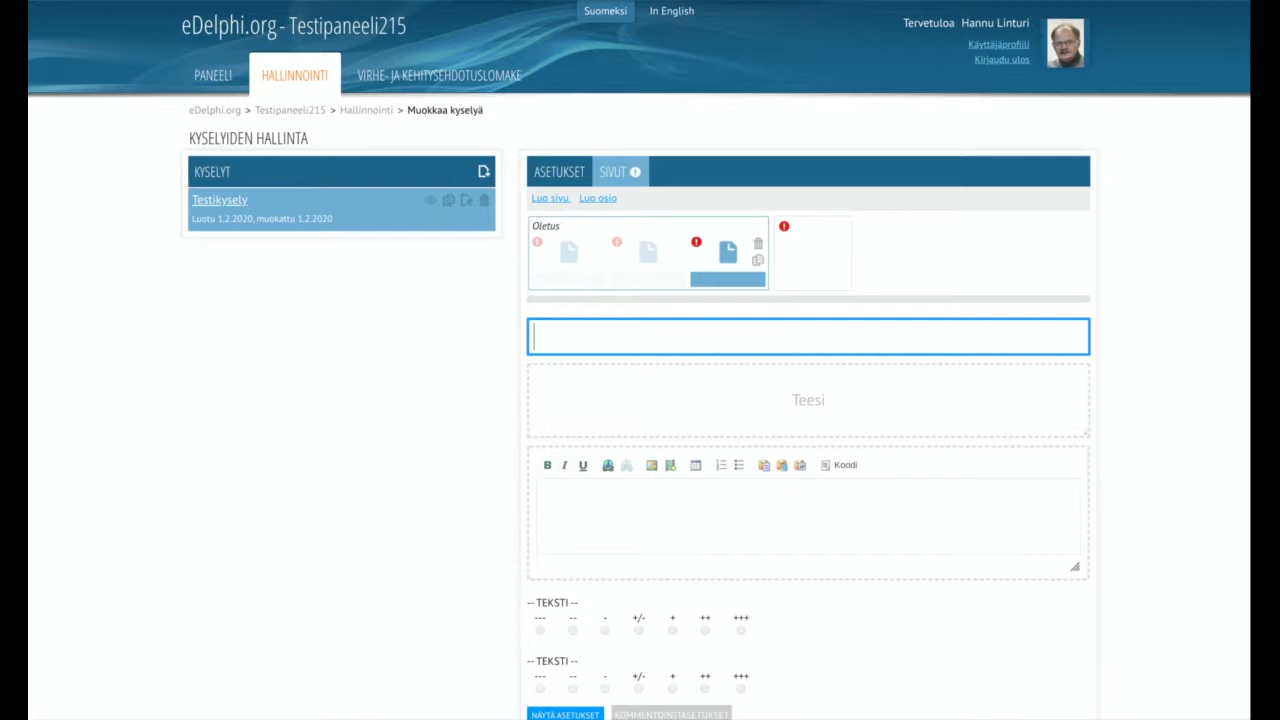 Suomeksi In English
eDelphi.org - Testipaneeli215
Tervetuloa Hannu Linturi
Käyttäjäprofiili
Kirjaudu ulos
PANEELI HALLINNOINTI VIRHE- JA KEHITYSEHDOTUSLOMAKE
eDelphi.org > Testipaneeli215 > Hallinnointi > Muokkaa kyselyä
KYSELYIDEN HALLINTA
KYSELYT
Testikysely
Luotu 1.2.2020, muokattu 1.2.2020
ASETUKSET SIVUT
Luo sivu Luo osio
Oletus
Teesi
B I U Koodi
-- TEKSTI --
--- -- - +/- + ++ +++
-- TEKSTI --
--- -- - +/- + ++ +++
NÄYTÄ ASETUKSET KOMMENTOINTIASETUKSET